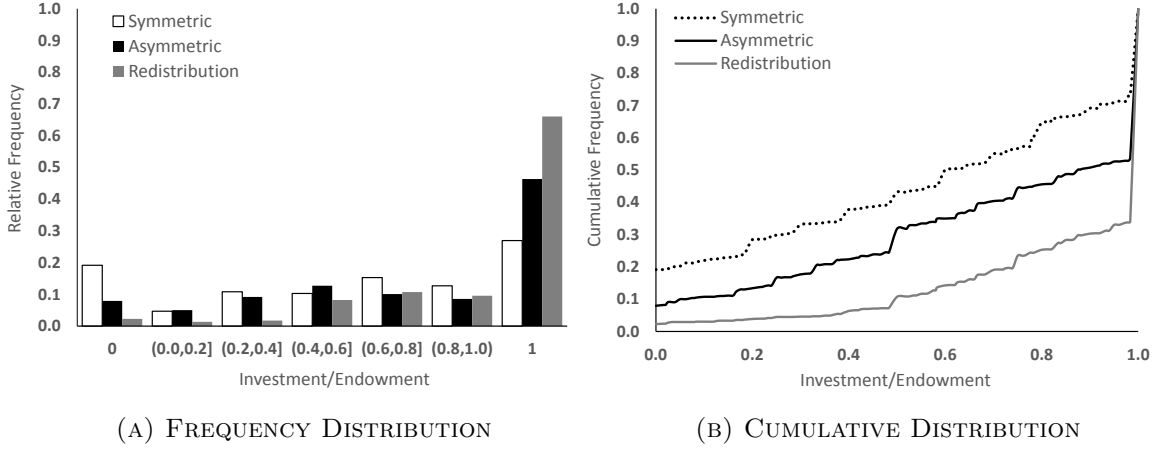 1.0
0.9
0.8
0.7
0.6
0.5
0.4
0.3
0.2
0.1
0.0
Relative Frequency
Symmetric
Asymmetric
Redistribution
0 (0.0,0.2] (0.2,0.4] (0.4,0.6] (0.6,0.8] (0.8,1.0) 1
Investment/Endowment
(A) FREQUENCY DISTRIBUTION
1.0
0.9
0.8
0.7
0.6
0.5
0.4
0.3
0.2
0.1
0.0
Cumulative Frequency
Symmetric
Asymmetric
Redistribution
0.0 0.2 0.4 0.6 0.8 1.0
Investment/Endowment
(B) CUMULATIVE DISTRIBUTION